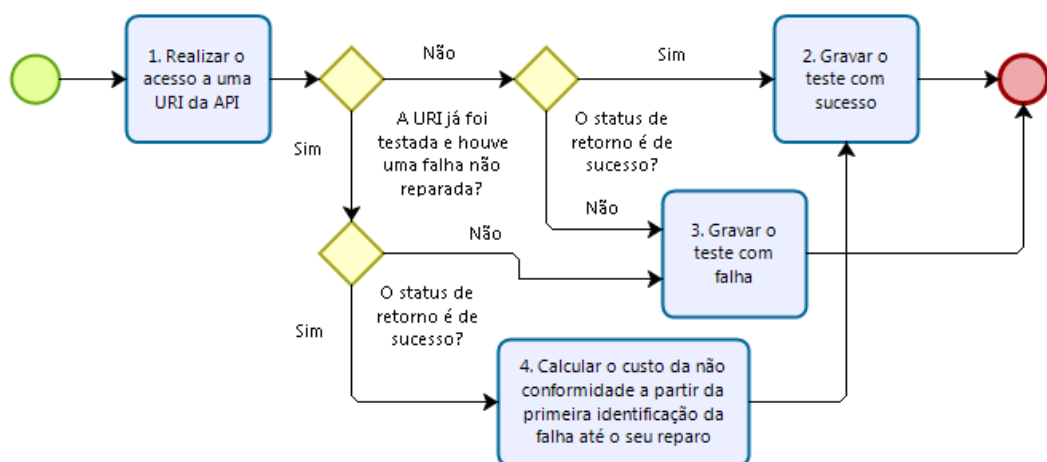 1. Realizar o
acesso a uma
URI da API
Não
A URI já foi
testada e houve
uma falha não
reparada?
Sim
Sim
O status de
retorno é de
sucesso?
Não
2. Gravar o
teste com
sucesso
3. Gravar o
teste com
falha
Não
O status de
retorno é de
sucesso?
Sim
4. Calcular o custo da não
conformidade a partir da
primeira identificação da
falha até o seu reparo